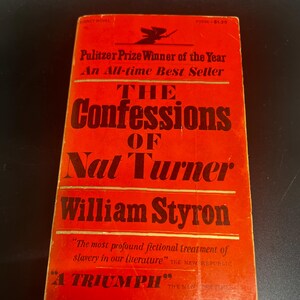 Pulitzer Prize Winner of the Year
An All-time Best Seller
THE
Confessions
OF
Nat Turner
William Styron
"The most profound fictional treatment of
slavery in our literature."
"A TRIUMPH"